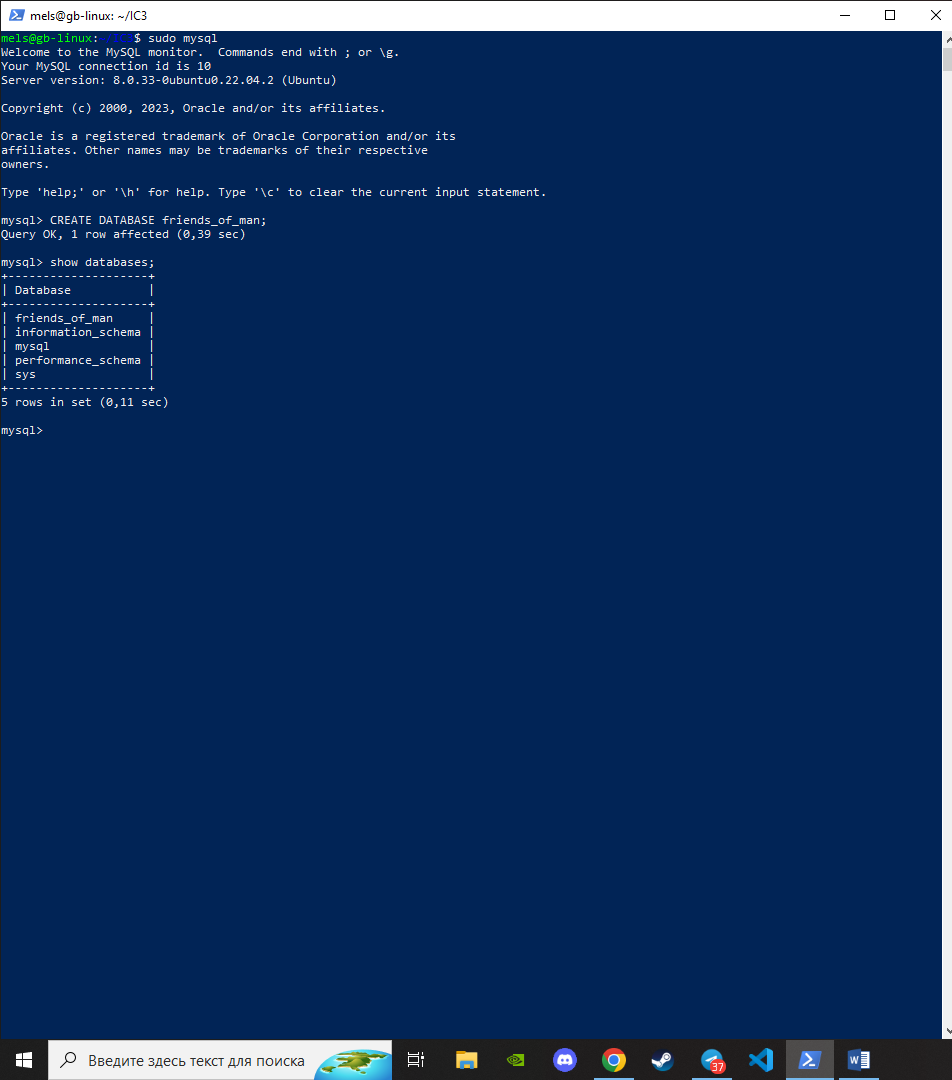 mels@gb-linux: ~/IC3
mels@gb-linux:~/IC3$ sudo mysql
Welcome to the MySQL monitor.  Commands end with ; or \g.
Your MySQL connection id is 10
Server version: 8.0.33-0ubuntu0.22.04.2 (Ubuntu)
Copyright (c) 2000, 2023, Oracle and/or its affiliates.
Oracle is a registered trademark of Oracle Corporation and/or its
affiliates. Other names may be trademarks of their respective
owners.
Type 'help;' or '\h' for help. Type '\c' to clear the current input statement.
mysql> CREATE DATABASE friends_of_man;
Query OK, 1 row affected (0,39 sec)
mysql> show databases;
+--------------------+
| Database           |
+--------------------+
| friends_of_man     |
| information_schema |
| mysql              |
| performance_schema |
| sys                |
+--------------------+
5 rows in set (0,11 sec)
mysql>
Введите здесь текст для поиска
37